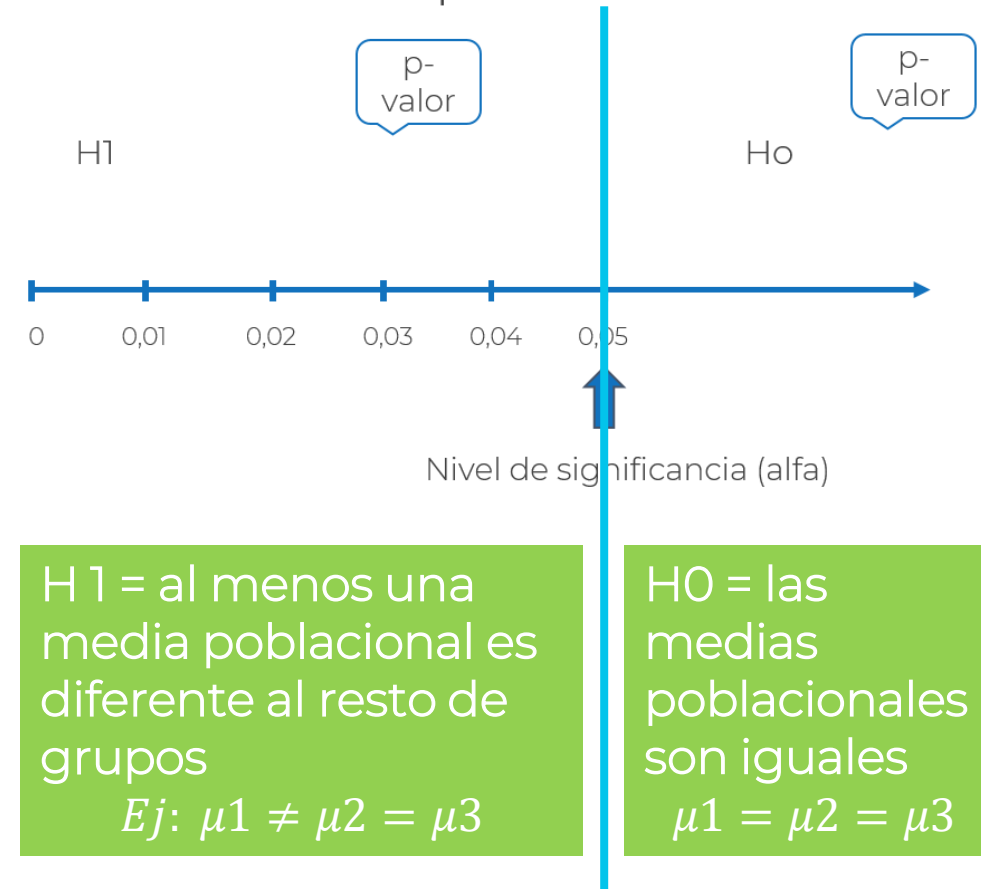 p-
valor
p-
valor
H1
Ho
0 0,01 0,02 0,03 0,04 0,05
Nivel de significancia (alfa)
H 1 = al menos una
media poblacional es
diferente al resto de
grupos
Ej: μ1 ≠ μ2 = μ3
H0 = las
medias
poblacionales
son iguales
μ1 = μ2 = μ3